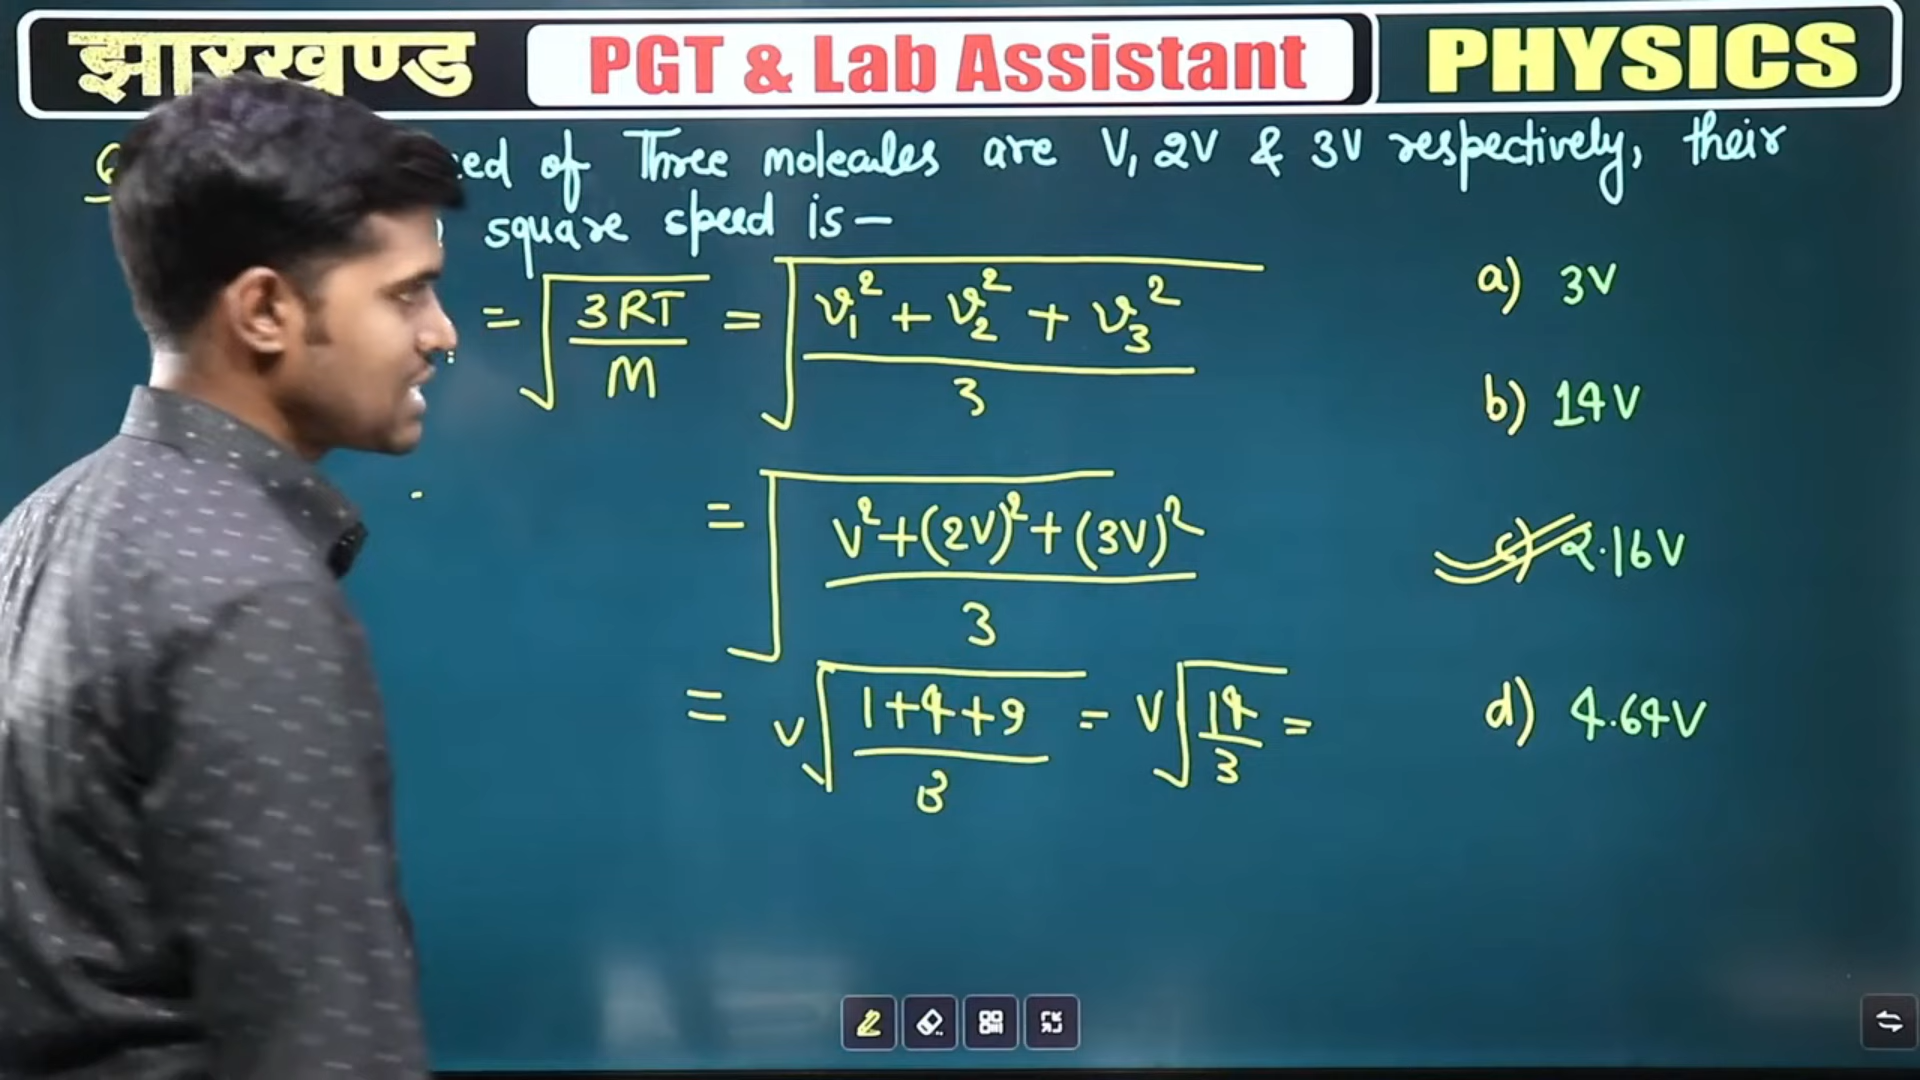 झारखण्ड PGT & Lab Assistant PHYSICS
of Three molecules are V, 2V & 3V respectively, their
square speed is —
= √(3RT/M) = √((v₁² + v₂² + v₃²)/3)
a) 3V
b) 14V
= √((V² + (2V)² + (3V)²)/3)
c) 2.16V
= V√((1+4+9)/3) = V√(14/3) =
d) 4.64V